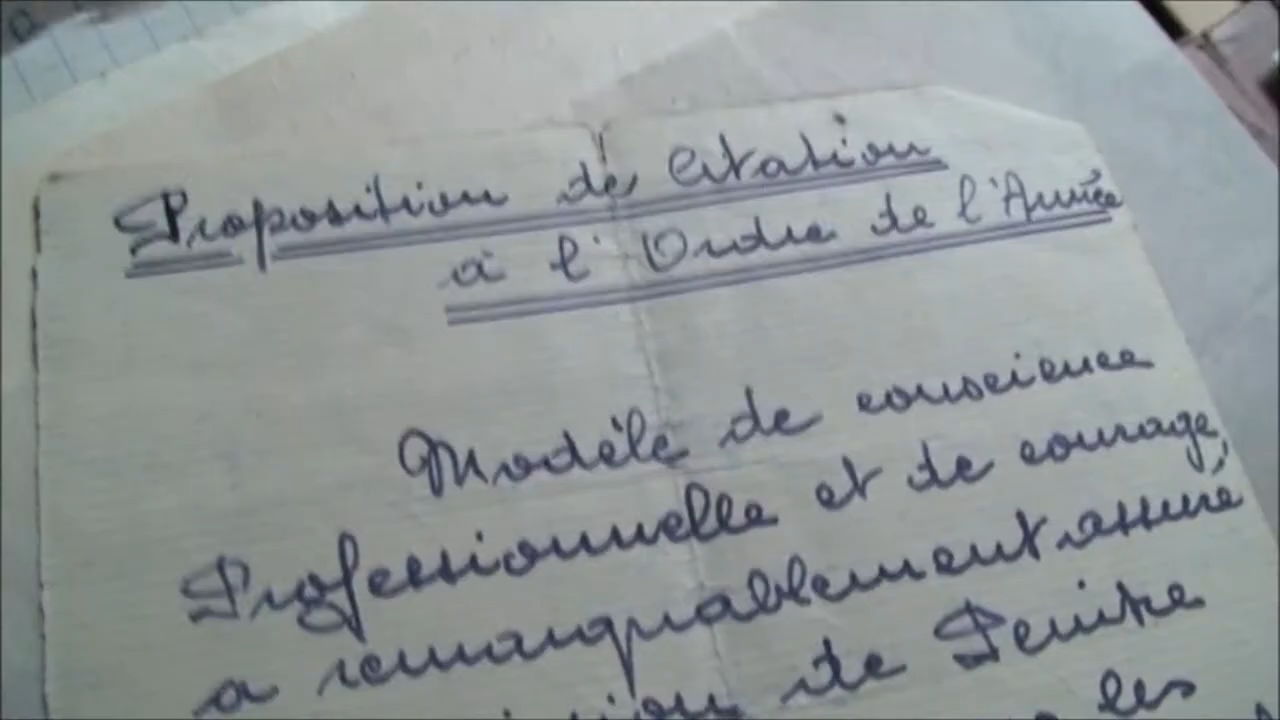 Proposition de Citation
à l'Ordre de l'Armée
Modèle de conscience
Professionnelle et de courage,
a remarquablement assuré
de Peintre
les